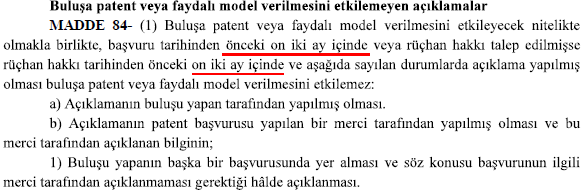 Buluşa patent veya faydalı model verilmesini etkilemeyen açıklamalar
MADDE 84- (1) Buluşa patent veya faydalı model verilmesini etkileyecek nitelikte
olmakla birlikte, başvuru tarihinden önceki on iki ay içinde veya rüçhan hakkı talep edilmişse
rüçhan hakkı tarihinden önceki on iki ay içinde ve aşağıda sayılan durumlarda açıklama yapılmış
olması buluşa patent veya faydalı model verilmesini etkilemez:
a) Açıklamanın buluşu yapan tarafından yapılmış olması.
b) Açıklamanın patent başvurusu yapılan bir merci tarafından yapılmış olması ve bu
merci tarafından açıklanan bilginin;
1) Buluşu yapanın başka bir başvurusunda yer alması ve söz konusu başvurunun ilgili
merci tarafından açıklanmaması gerektiği hâlde açıklanması.